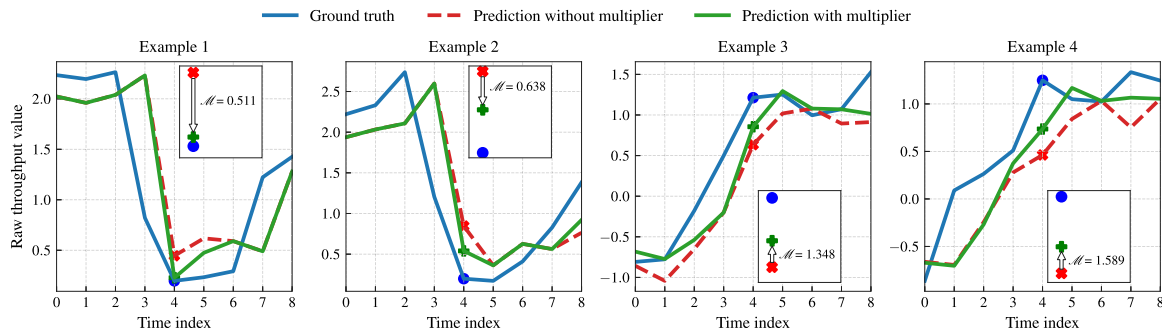 Ground truth  Prediction without multiplier  Prediction with multiplier
Example 1
Raw throughput value
2.0
1.5
1.0
0.5
ℳ = 0.511
0 1 2 3 4 5 6 7 8
Time index
Example 2
2.5
2.0
1.5
1.0
0.5
ℳ = 0.638
0 1 2 3 4 5 6 7 8
Time index
Example 3
1.5
1.0
0.5
0.0
−0.5
−1.0
ℳ = 1.348
0 1 2 3 4 5 6 7 8
Time index
Example 4
1.0
0.5
0.0
−0.5
ℳ = 1.589
0 1 2 3 4 5 6 7 8
Time index